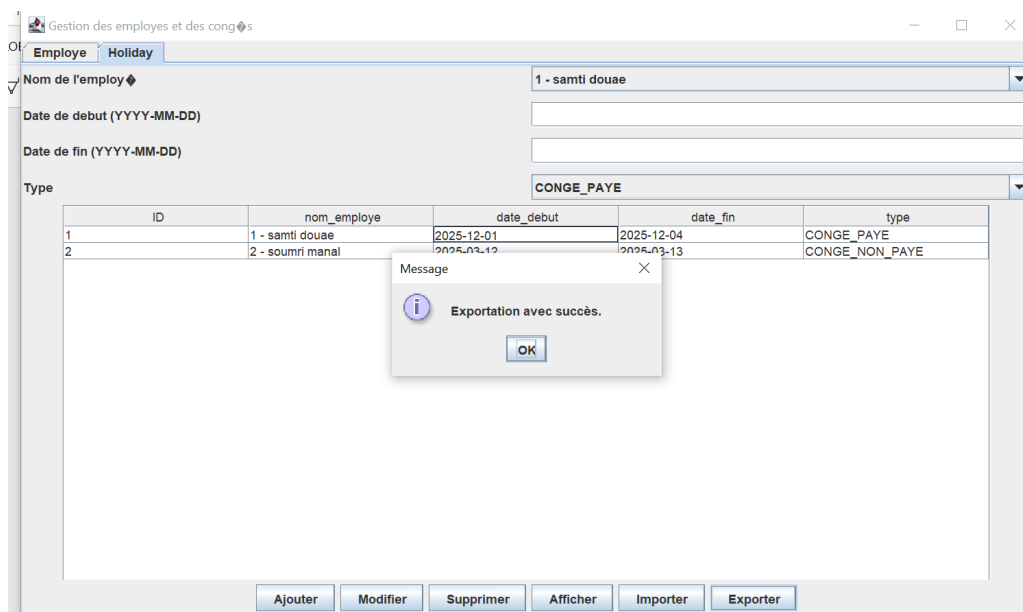 Gestion des employes et des cong�s
Employe Holiday
Nom de l'employ� 1 - samti douae
Date de debut (YYYY-MM-DD)
Date de fin (YYYY-MM-DD)
Type CONGE_PAYE
ID nom_employe date_debut date_fin type
1 1 - samti douae 2025-12-01 2025-12-04 CONGE_PAYE
2 2 - soumri manal 2025-03-12 2025-03-13 CONGE_NON_PAYE
Message
Exportation avec succès.
OK
Ajouter Modifier Supprimer Afficher Importer Exporter